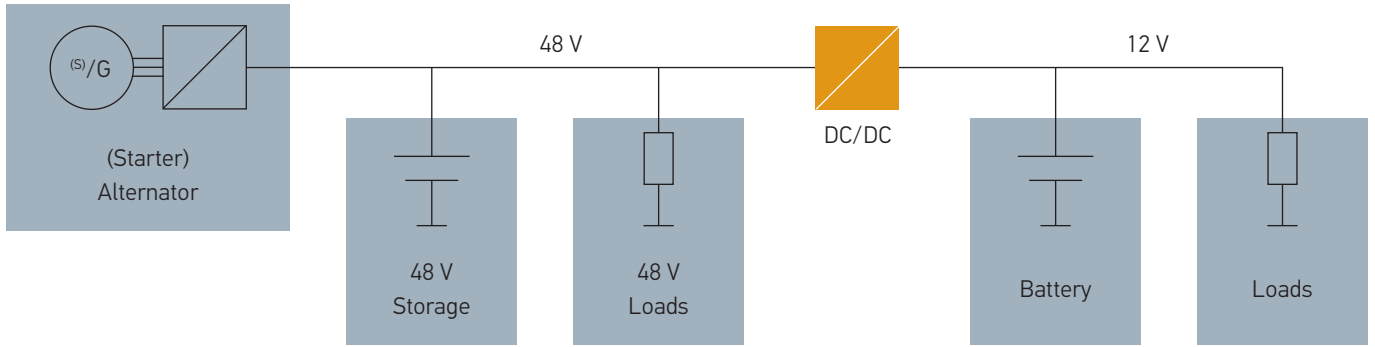 48 V
12 V
(S)/G
DC/DC
(Starter)
Alternator
48 V
Storage
48 V
Loads
Battery
Loads